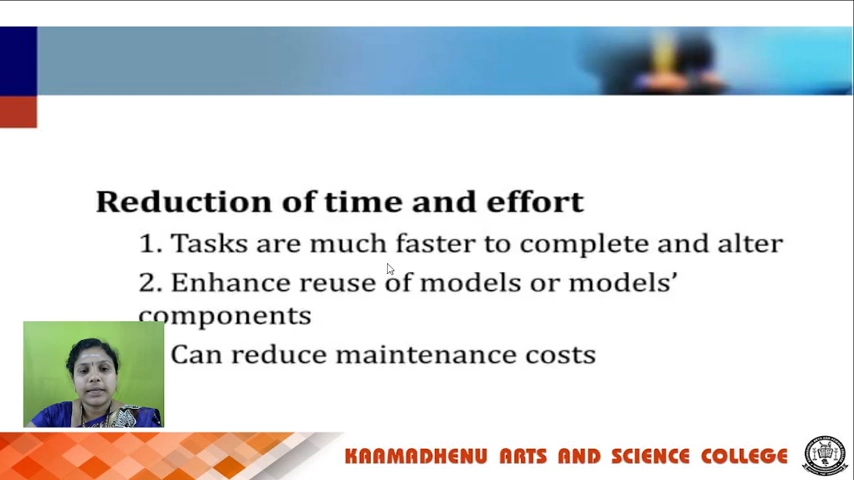 Reduction of time and effort
1. Tasks are much faster to complete and alter
2. Enhance reuse of models or models’
components
Can reduce maintenance costs
KAAMADHENU ARTS AND SCIENCE COLLEGE